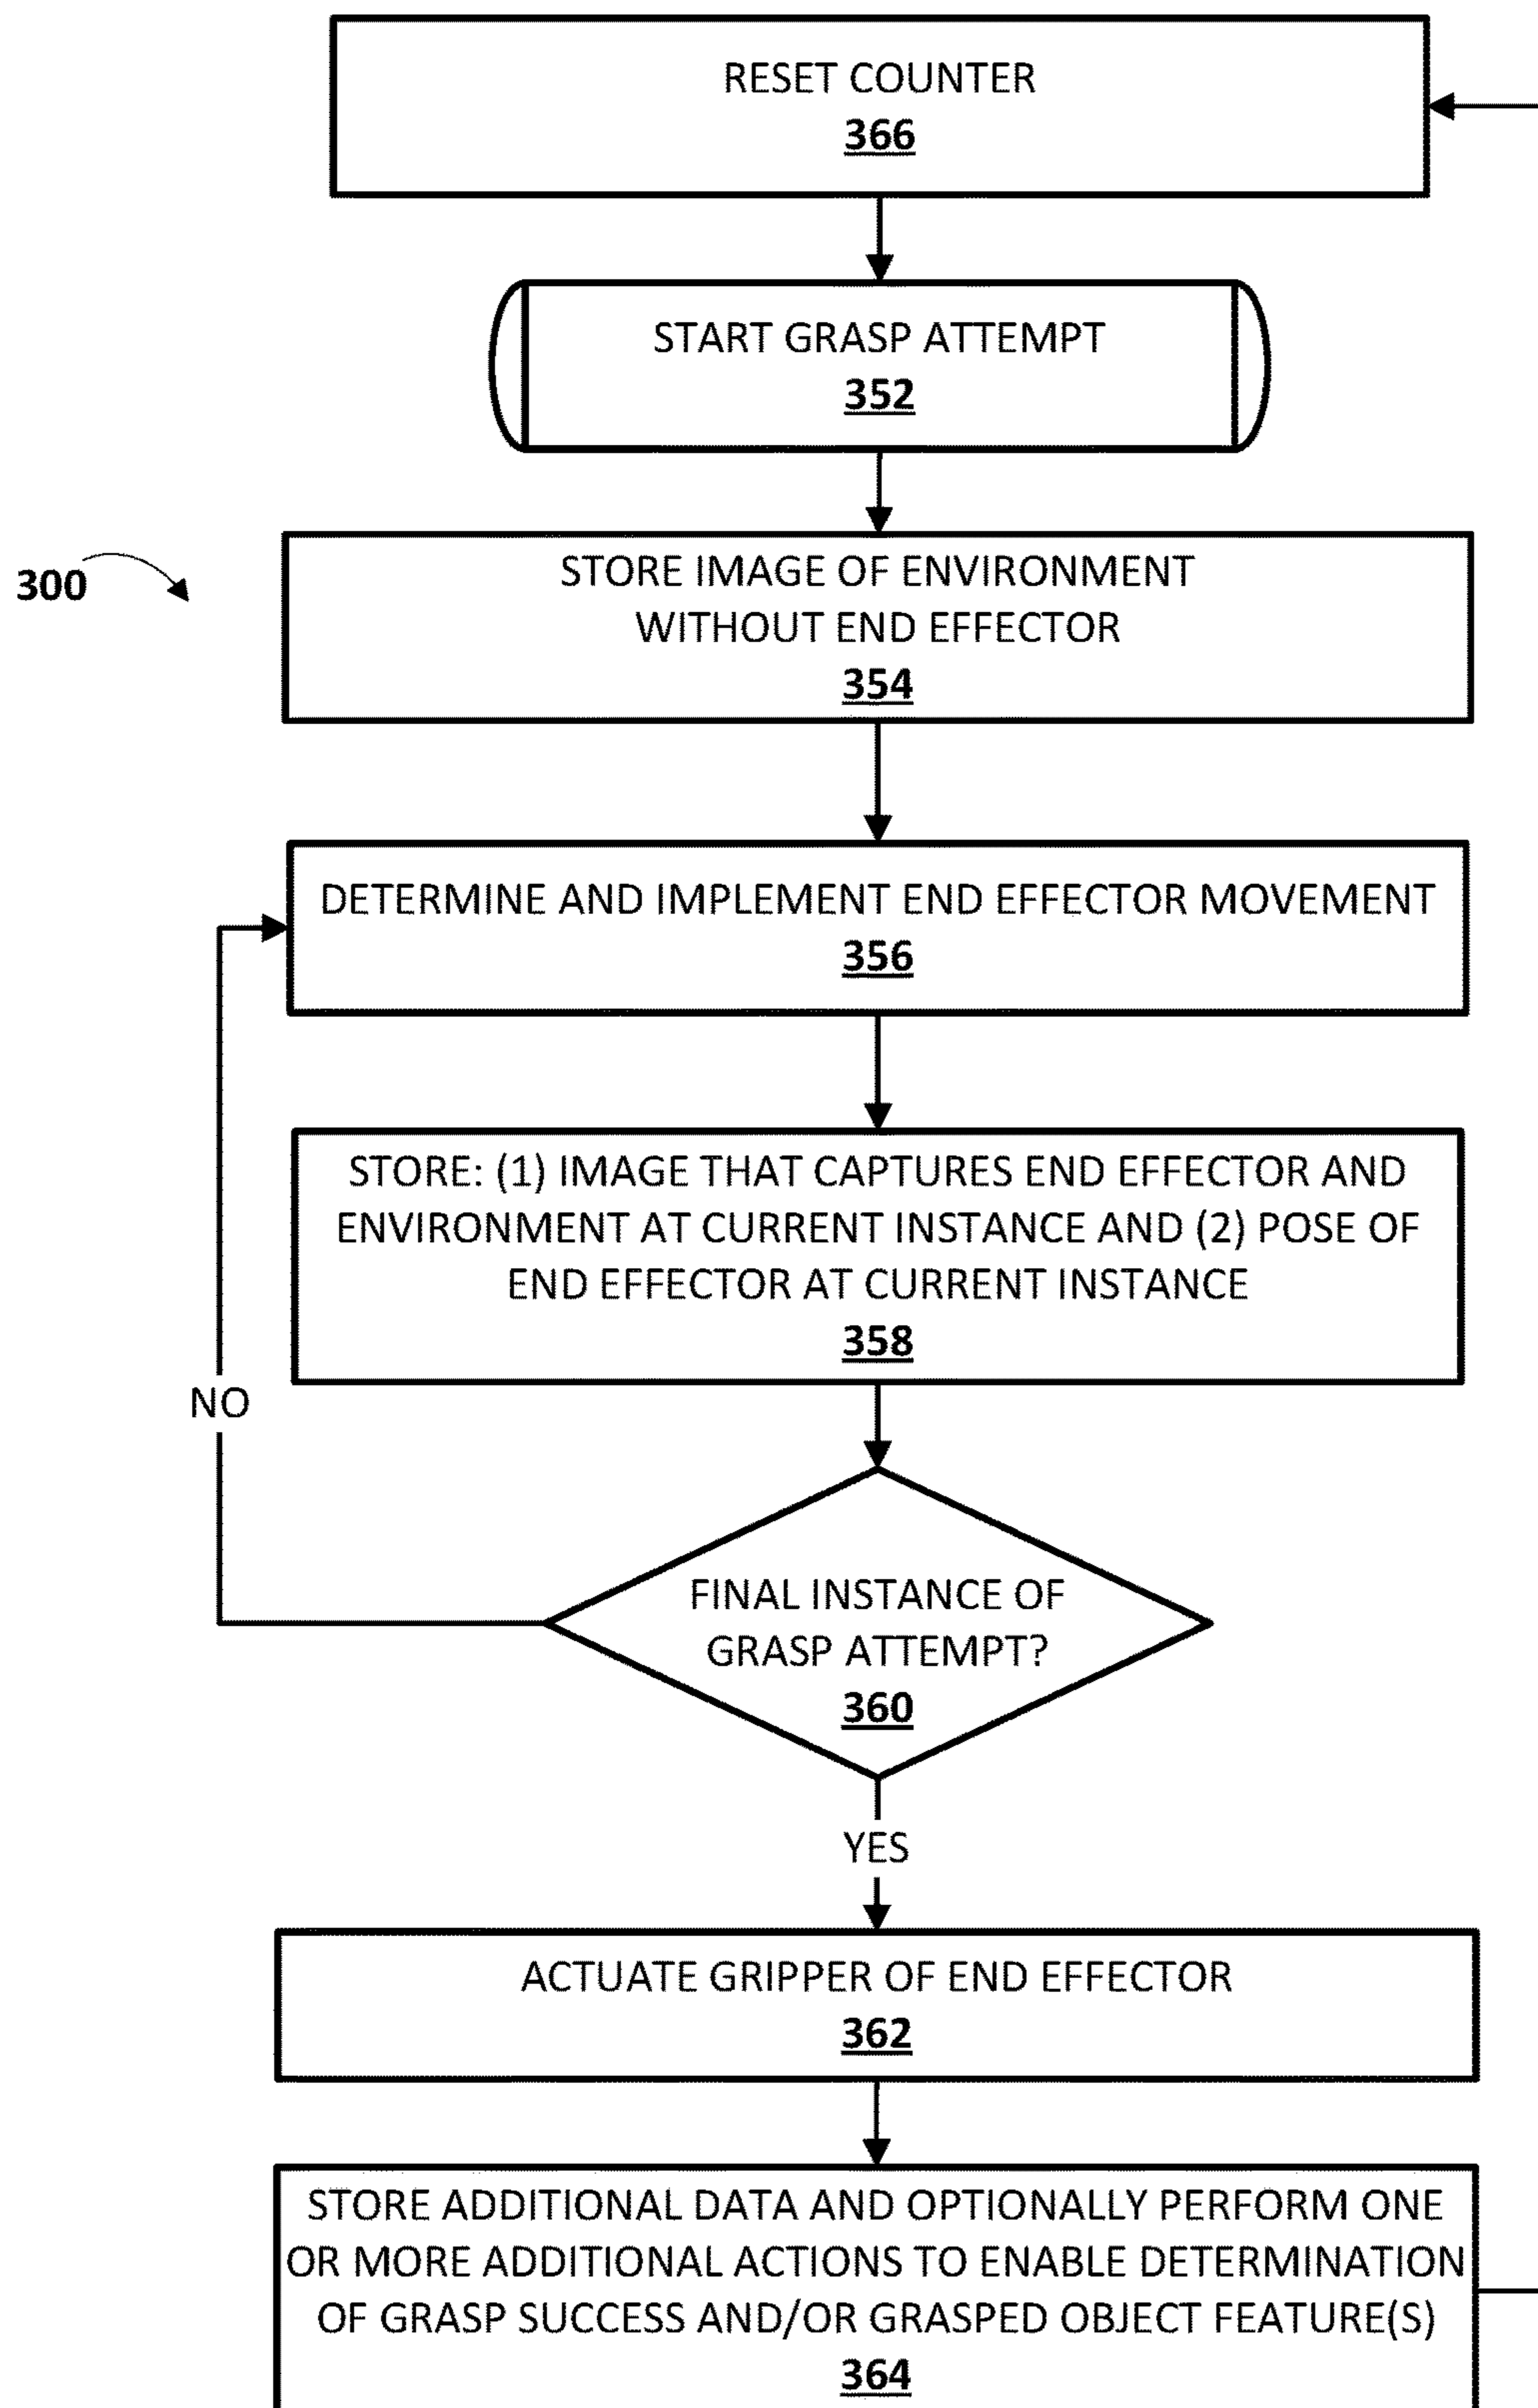 RESET COUNTER
366
START GRASP ATTEMPT
352
300
STORE IMAGE OF ENVIRONMENT
WITHOUT END EFFECTOR
354
DETERMINE AND IMPLEMENT END EFFECTOR MOVEMENT
356
STORE: (1) IMAGE THAT CAPTURES END EFFECTOR AND
ENVIRONMENT AT CURRENT INSTANCE AND (2) POSE OF
END EFFECTOR AT CURRENT INSTANCE
358
NO
FINAL INSTANCE OF
GRASP ATTEMPT?
360
YES
ACTUATE GRIPPER OF END EFFECTOR
362
STORE ADDITIONAL DATA AND OPTIONALLY PERFORM ONE
OR MORE ADDITIONAL ACTIONS TO ENABLE DETERMINATION
OF GRASP SUCCESS AND/OR GRASPED OBJECT FEATURE(S)
364